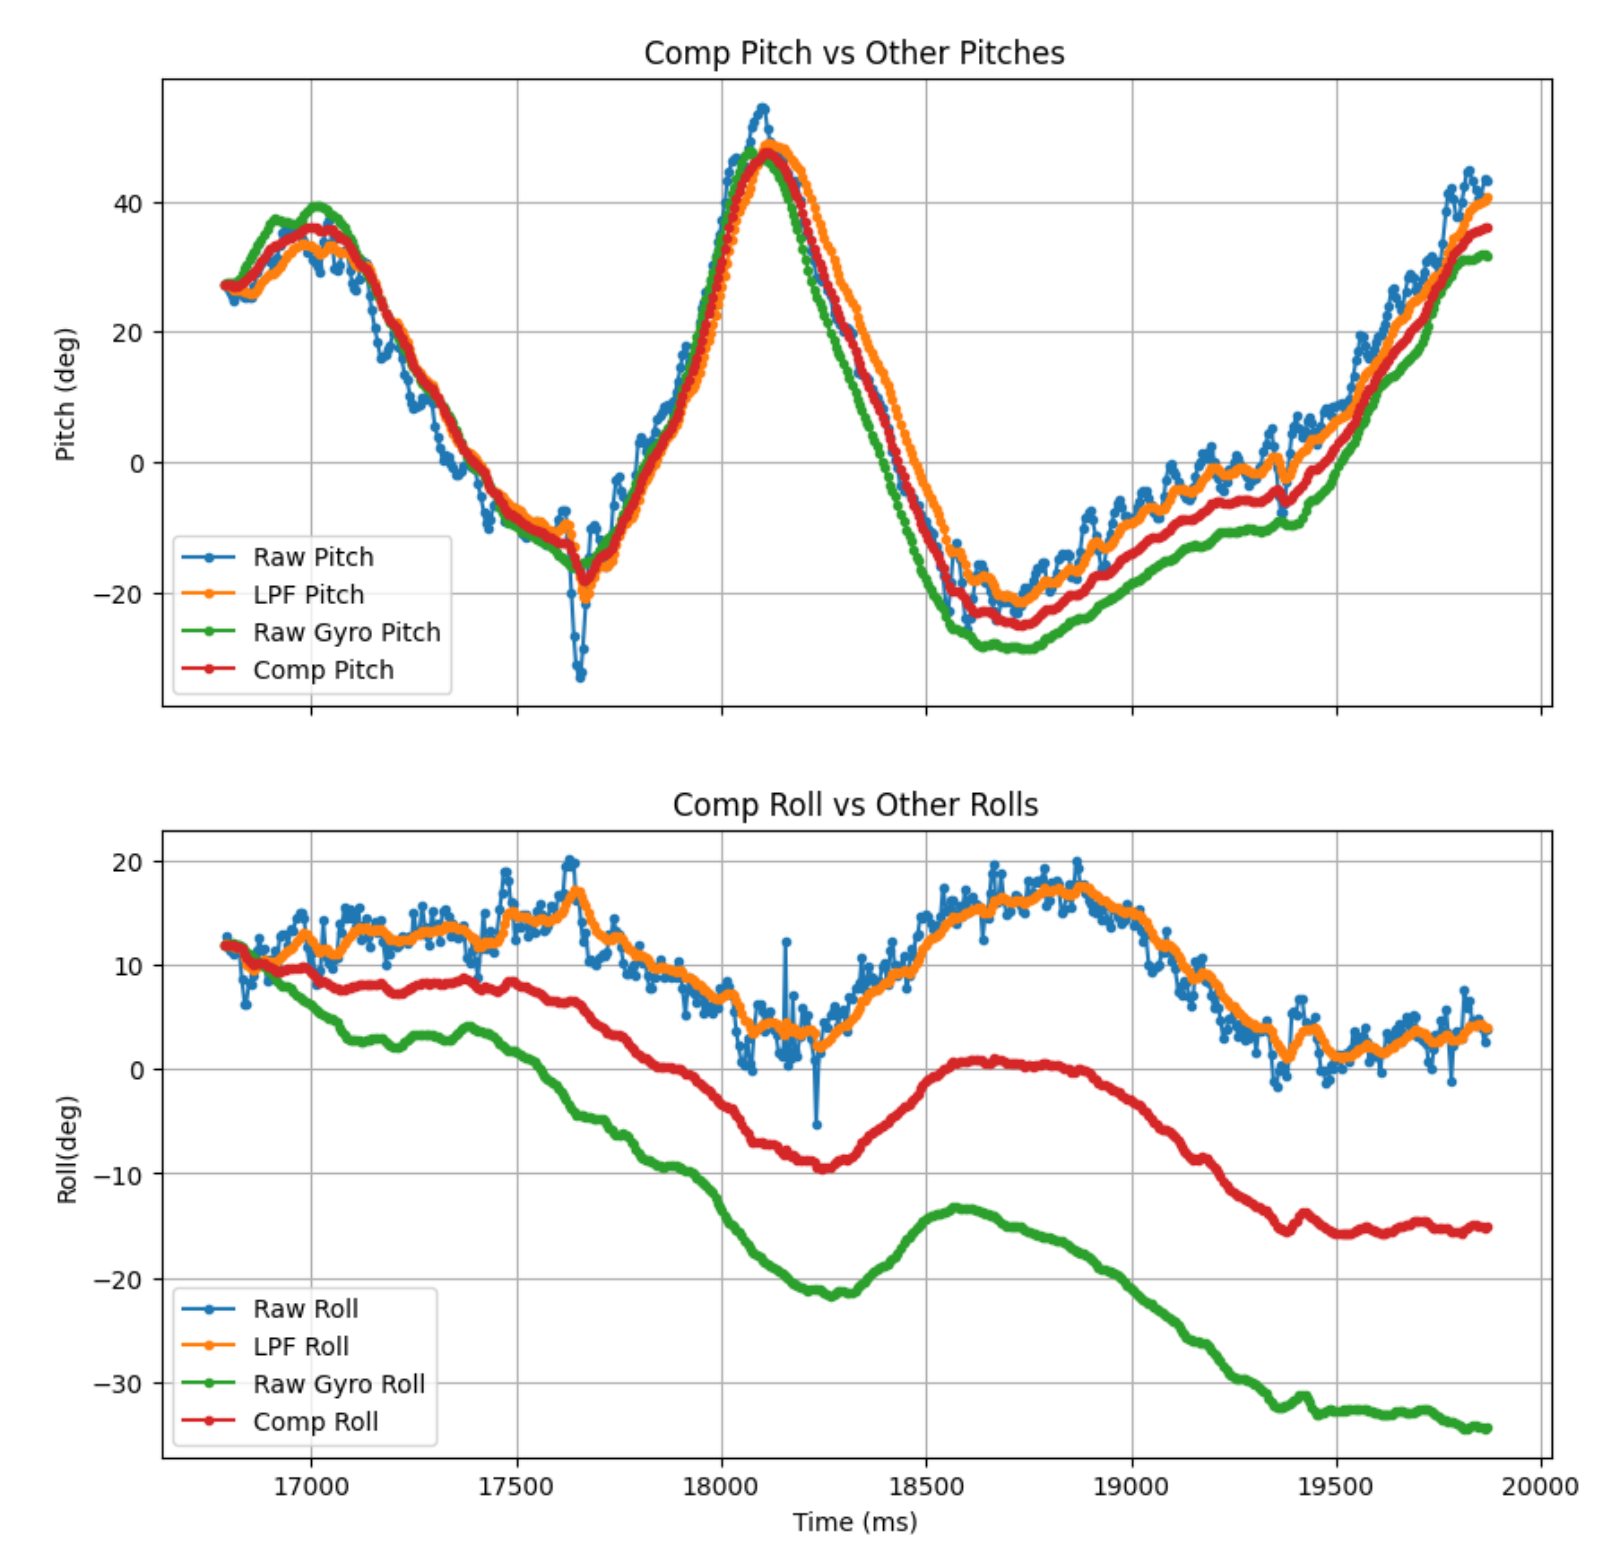 Comp Pitch vs Other Pitches
40
20
0
−20
Pitch (deg)
Raw Pitch
LPF Pitch
Raw Gyro Pitch
Comp Pitch
Comp Roll vs Other Rolls
20
10
0
−10
−20
−30
Roll(deg)
Raw Roll
LPF Roll
Raw Gyro Roll
Comp Roll
17000 17500 18000 18500 19000 19500 20000
Time (ms)